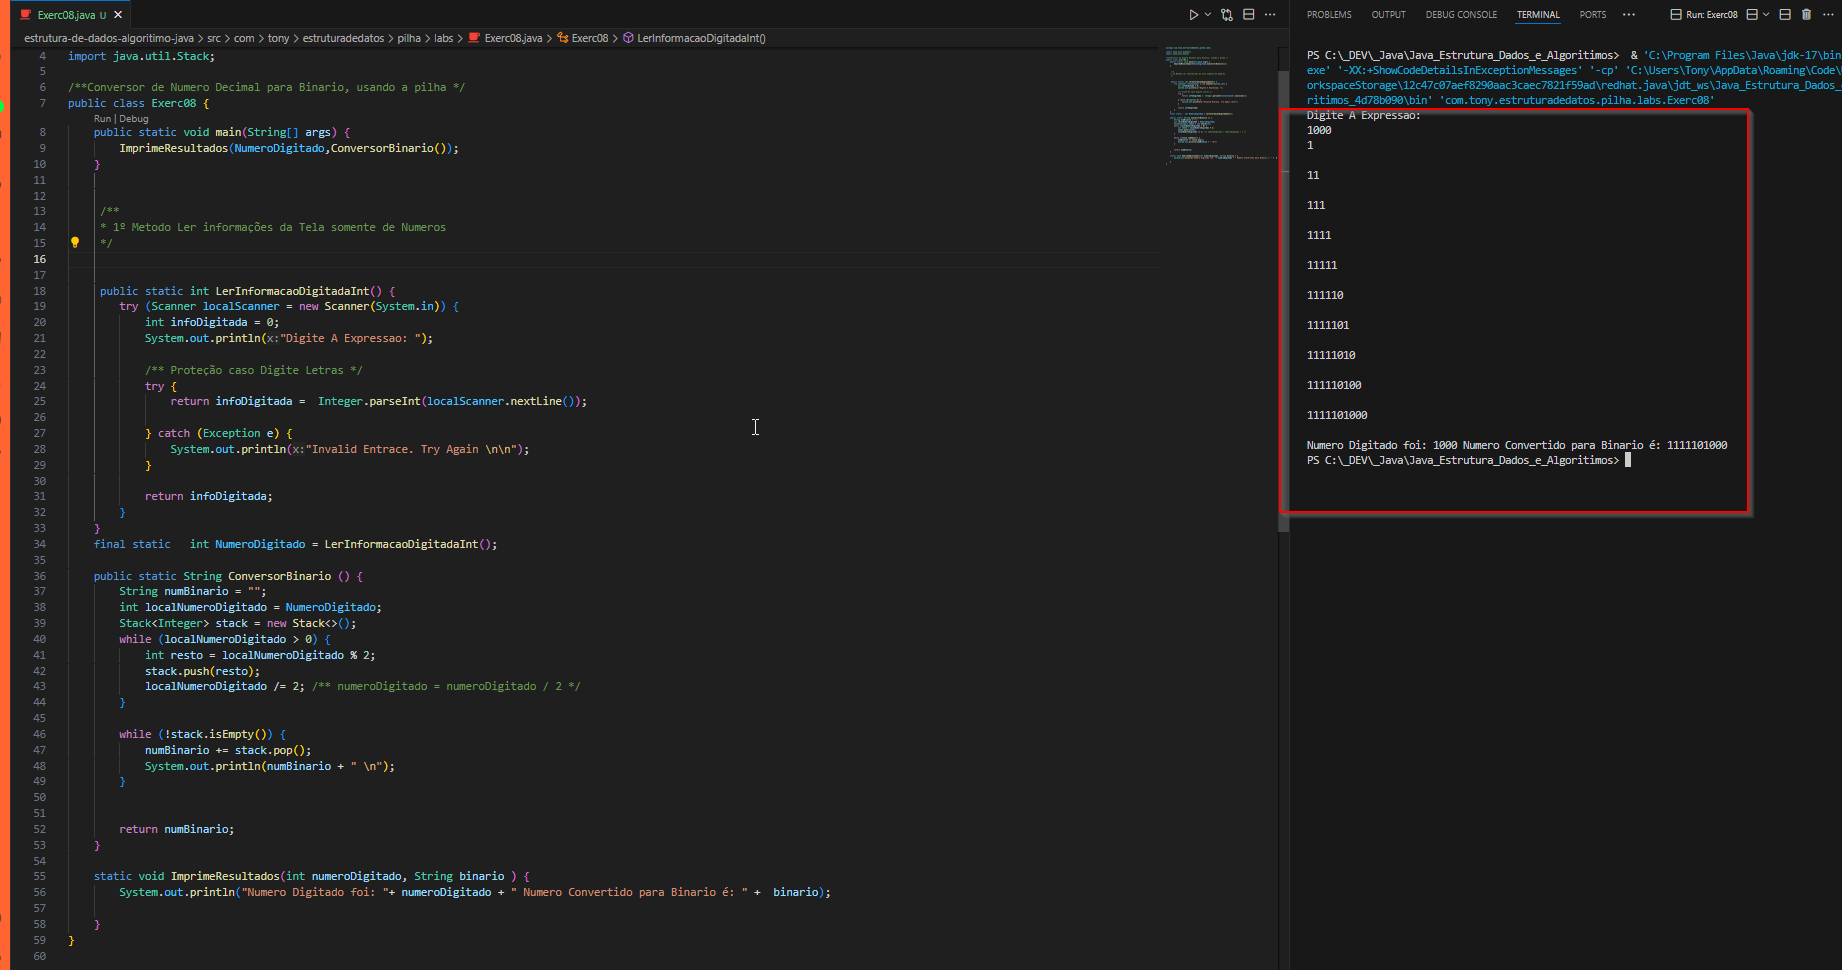 Exerc08.java U
estrutura-de-dados-algoritimo-java > src > com > tony > estruturadedatos > pilha > labs > Exerc08.java > Exerc08 > LerInformacaoDigitadaInt()
4 import java.util.Stack;
5
6 /**Conversor de Numero Decimal para Binario, usando a pilha */
7 public class Exerc08 {
Run | Debug
8 public static void main(String[] args) {
9 ImprimeResultados(NumeroDigitado,ConversorBinario());
10 }
11
12
13 /**
14 * 1º Metodo Ler informações da Tela somente de Numeros
15 */
16
17
18 public static int LerInformacaoDigitadaInt() {
19 try (Scanner localScanner = new Scanner(System.in)) {
20 int infoDigitada = 0;
21 System.out.println(x:"Digite A Expressao: ");
22
23 /** Proteção caso Digite Letras */
24 try {
25 return infoDigitada =  Integer.parseInt(localScanner.nextLine());
26
27 } catch (Exception e) {
28 System.out.println(x:"Invalid Entrace. Try Again \n\n");
29 }
30
31 return infoDigitada;
32 }
33 }
34 final static   int NumeroDigitado = LerInformacaoDigitadaInt();
35
36 public static String ConversorBinario () {
37 String numBinario = "";
38 int localNumeroDigitado = NumeroDigitado;
39 Stack<Integer> stack = new Stack<>();
40 while (localNumeroDigitado > 0) {
41 int resto = localNumeroDigitado % 2;
42 stack.push(resto);
43 localNumeroDigitado /= 2; /** numeroDigitado = numeroDigitado / 2 */
44 }
45
46 while (!stack.isEmpty()) {
47 numBinario += stack.pop();
48 System.out.println(numBinario + " \n");
49 }
50
51
52 return numBinario;
53 }
54
55 static void ImprimeResultados(int numeroDigitado, String binario ) {
56 System.out.println("Numero Digitado foi: "+ numeroDigitado + " Numero Convertido para Binario é: " +  binario);
57
58 }
59 }
60
PROBLEMS OUTPUT DEBUG CONSOLE TERMINAL PORTS ··· Run: Exerc08
PS C:\_DEV\_Java\Java_Estrutura_Dados_e_Algoritimos>  & 'C:\Program Files\Java\jdk-17\bin
exe' '-XX:+ShowCodeDetailsInExceptionMessages' '-cp' 'C:\Users\Tony\AppData\Roaming\Code\
orkspaceStorage\12c47c07aef8290aac3caec7821f59ad\redhat.java\jdt_ws\Java_Estrutura_Dados_
ritimos_4d78b090\bin' 'com.tony.estruturadedatos.pilha.labs.Exerc08'
Digite A Expressao:
1000
1
11
111
1111
11111
111110
1111101
11111010
111110100
1111101000
Numero Digitado foi: 1000 Numero Convertido para Binario é: 1111101000
PS C:\_DEV\_Java\Java_Estrutura_Dados_e_Algoritimos>